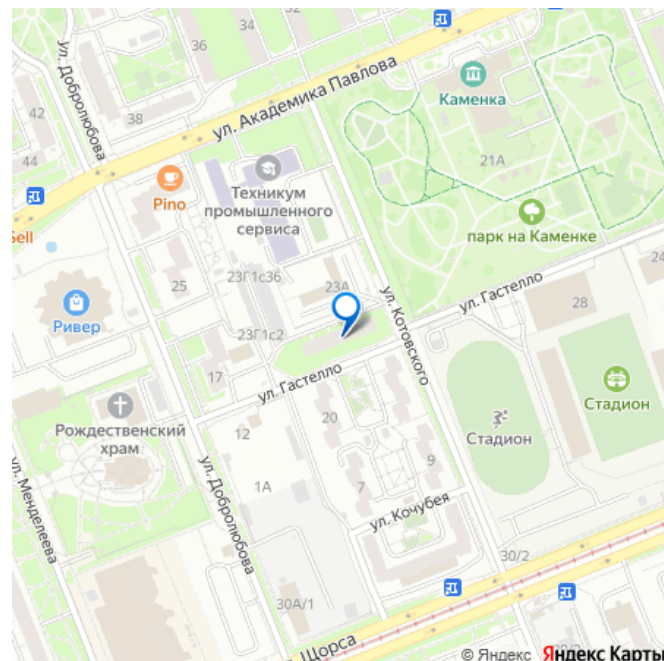 34
36
42
38
44
ул. Добролюбова
ул. Академика Павлова
Каменка
21А
Pino
Техникум
промышленного
сервиса
парк на Каменке
Sell
25
23Г1с36
23А
ул. Котовского
ул. Гастелло
24
28
Ривер
23Г1с2
17
ул. Гастелло
Стадион
Рождественский
храм
12
20
Стадион
9
7
1А
ул. Менделеева
ул. Добролюбова
ул. Кочубея
30/2
30А/1
Щорса
© Яндекс Яндекс Карты